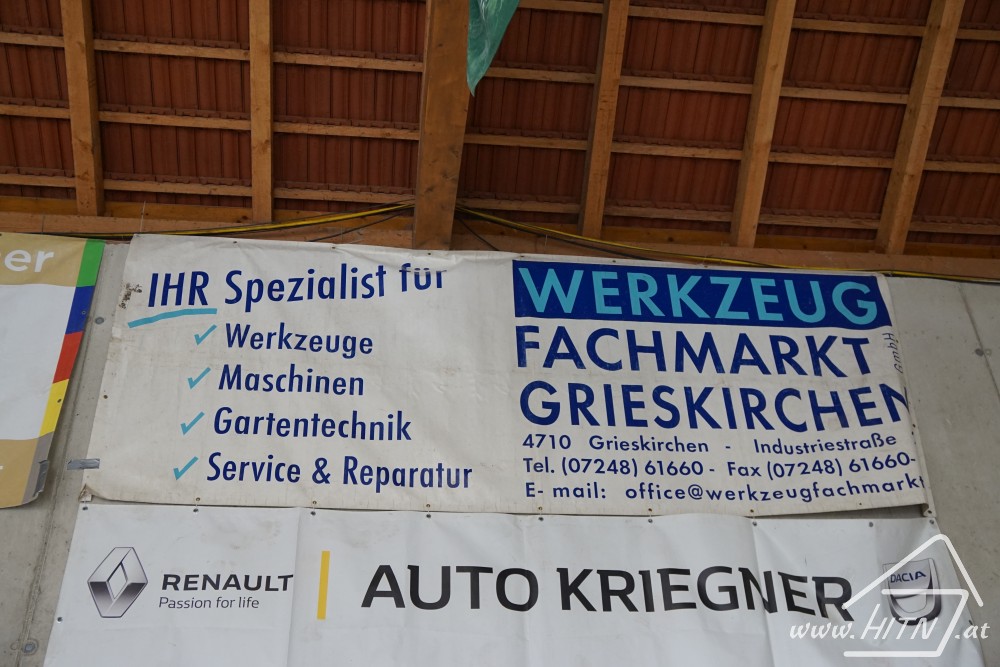 er
IHR Spezialist für
✓ Werkzeuge
✓ Maschinen
✓ Gartentechnik
✓ Service & Reparatur
WERKZEUG
FACHMARKT
GRIESKIRCHEN
4710 Grieskirchen - Industriestraße
Tel. (07248) 61660 - Fax (07248) 61660-
E-mail: office@werkzeugfachmarkt
RENAULT
Passion for life
AUTO KRIEGNER
DACIA
www.HITN.at